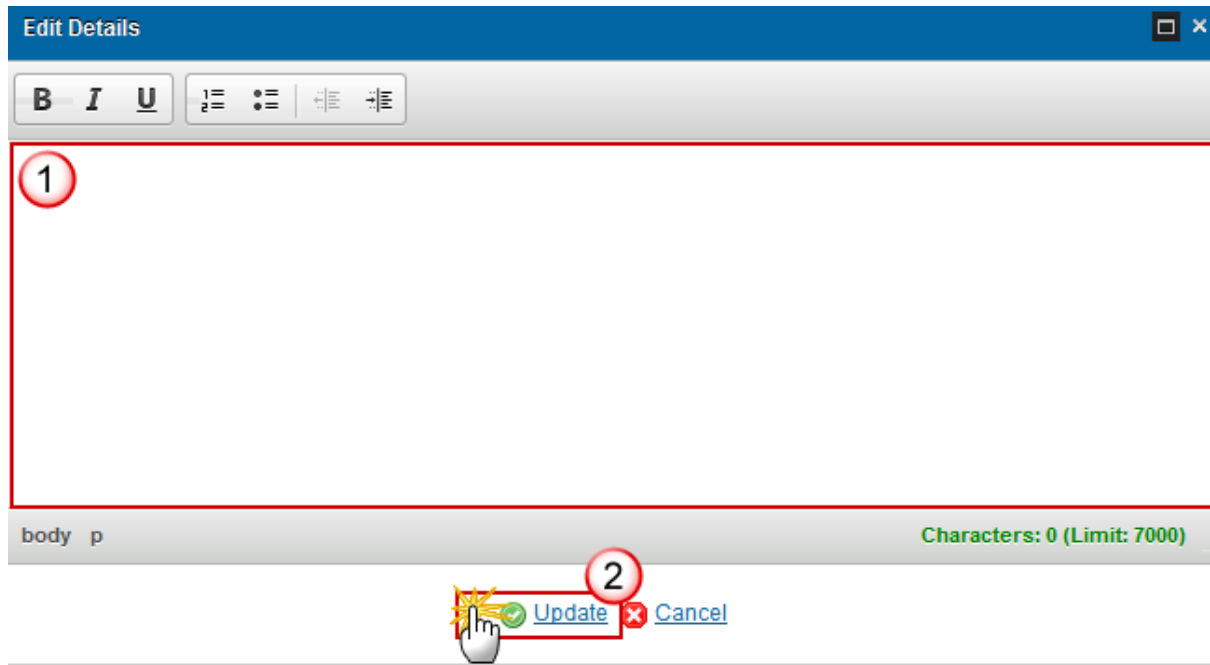 Edit Details
B I U
1
body p Characters: 0 (Limit: 7000)
2
Update Cancel